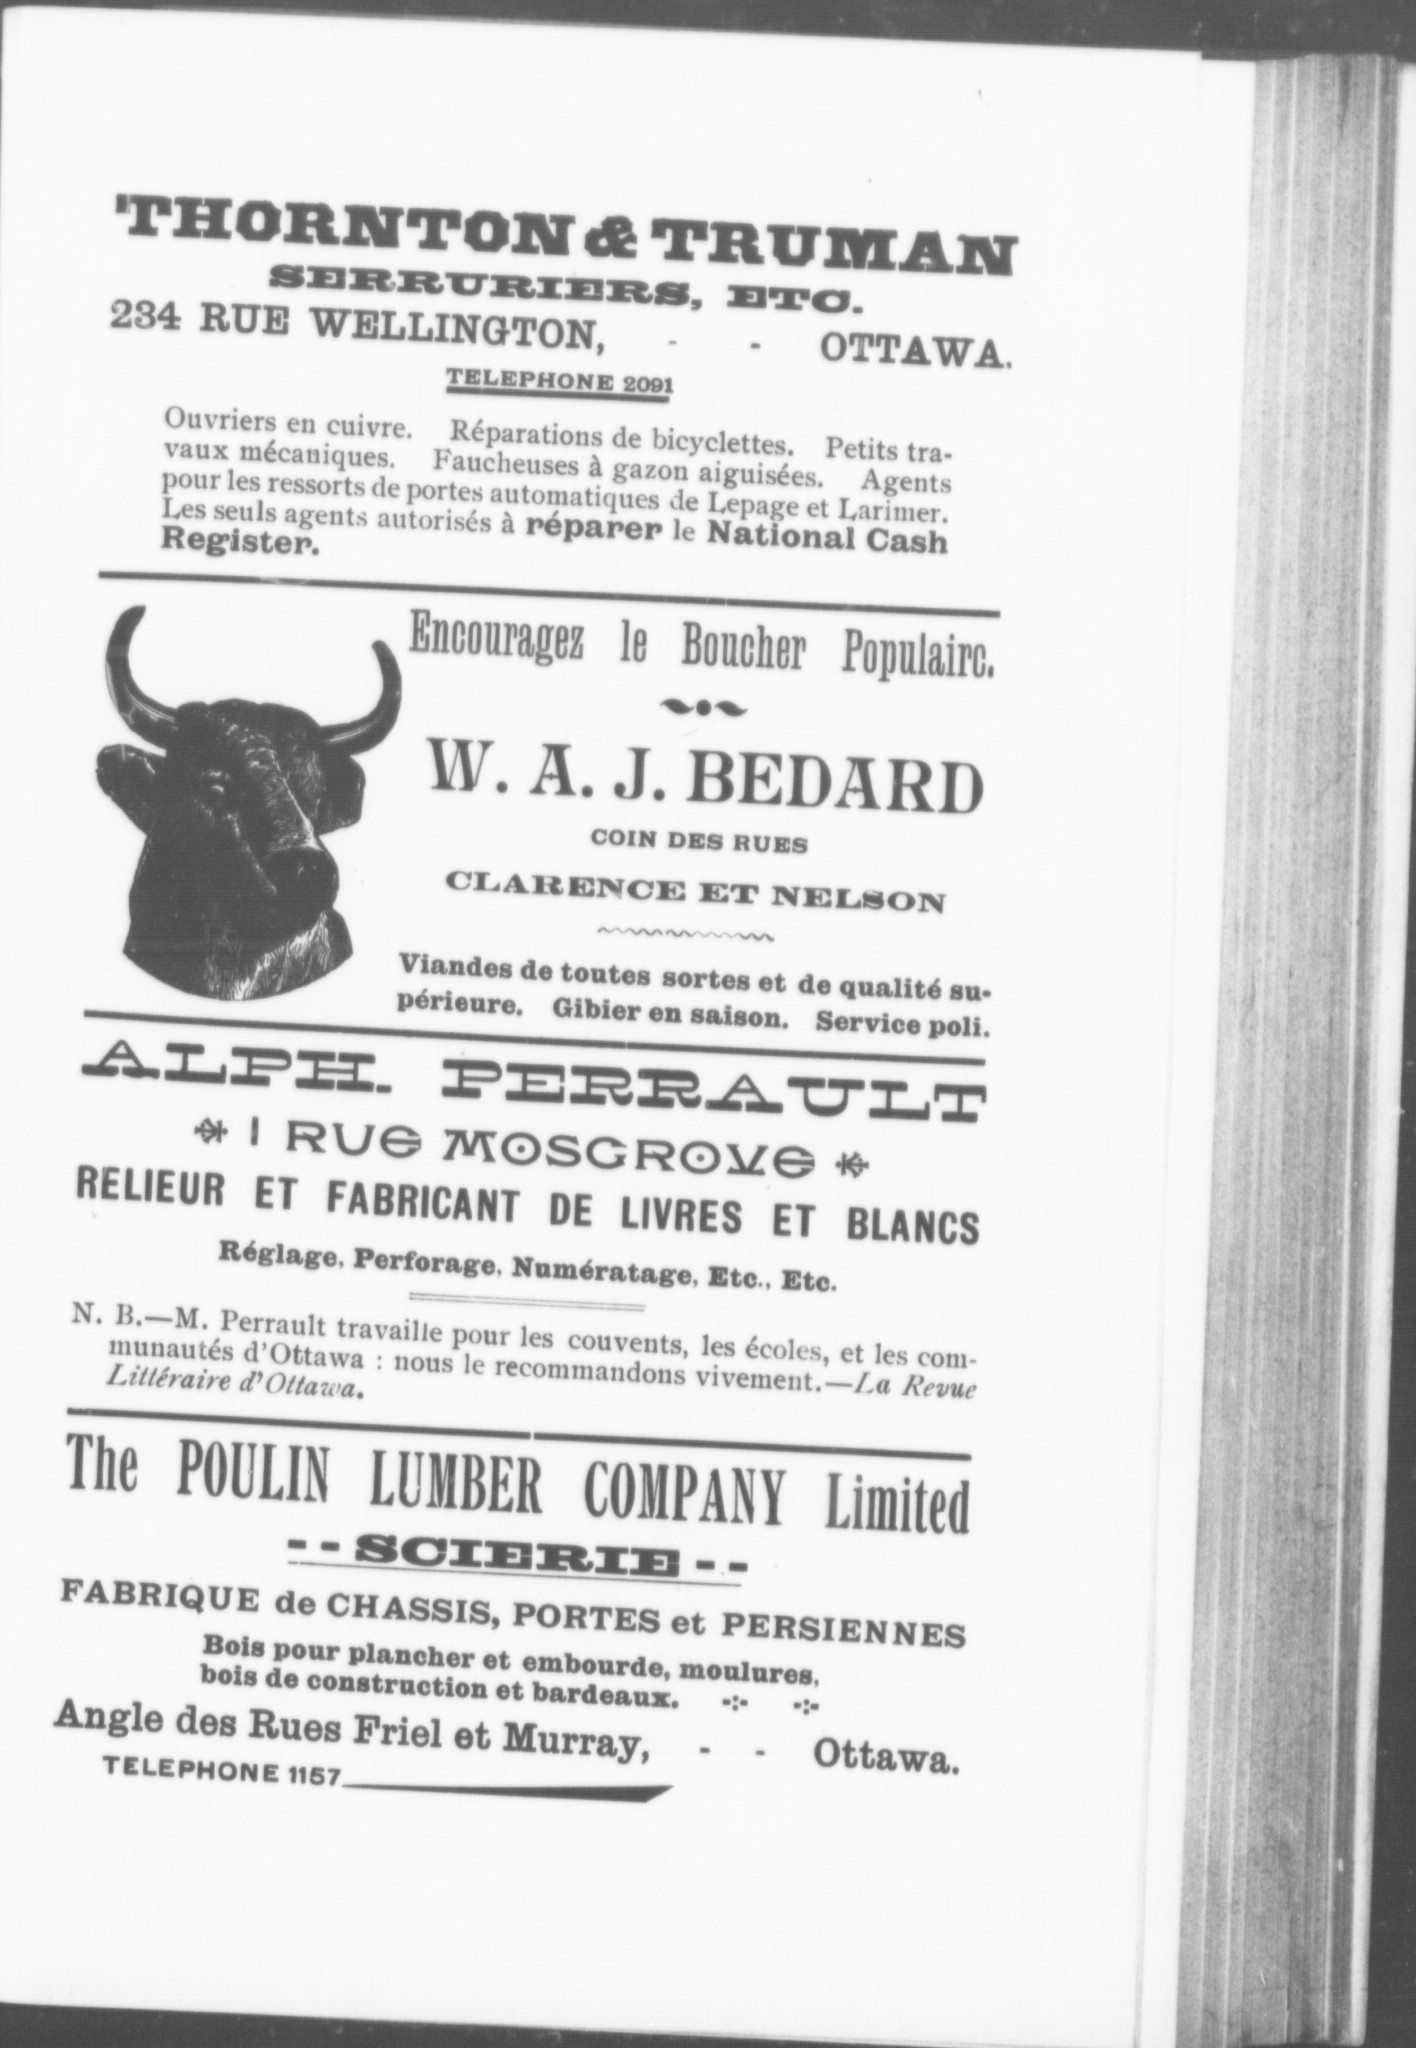 THORNTON & TRUMAN
SERRURIERS, ETC.
234 RUE WELLINGTON, - - OTTAWA.
TELEPHONE 2091
Ouvriers en cuivre. Réparations de bicyclettes. Petits tra-
vaux mécaniques. Faucheuses à gazon aiguisées. Agents
pour les ressorts de portes automatiques de Lepage et Larimer.
Les seuls agents autorisés à réparer le National Cash
Register.
Encouragez le Boucher Populaire.
W. A. J. BEDARD
COIN DES RUES
CLARENCE ET NELSON
Viandes de toutes sortes et de qualité su-
périeure. Gibier en saison. Service poli.
ALPH. PERRAULT
1 RUE MOSGROVE
RELIEUR ET FABRICANT DE LIVRES ET BLANCS
Réglage, Perforage, Numératage, Etc., Etc.
N. B.—M. Perrault travaille pour les couvents, les écoles, et les com-
munautés d'Ottawa : nous le recommandons vivement.—La Revue
Littéraire d'Ottawa.
The POULIN LUMBER COMPANY Limited
- - SCIERIE - -
FABRIQUE de CHASSIS, PORTES et PERSIENNES
Bois pour plancher et embourde, moulures,
bois de construction et bardeaux.
Angle des Rues Friel et Murray, - - Ottawa.
TELEPHONE 1157